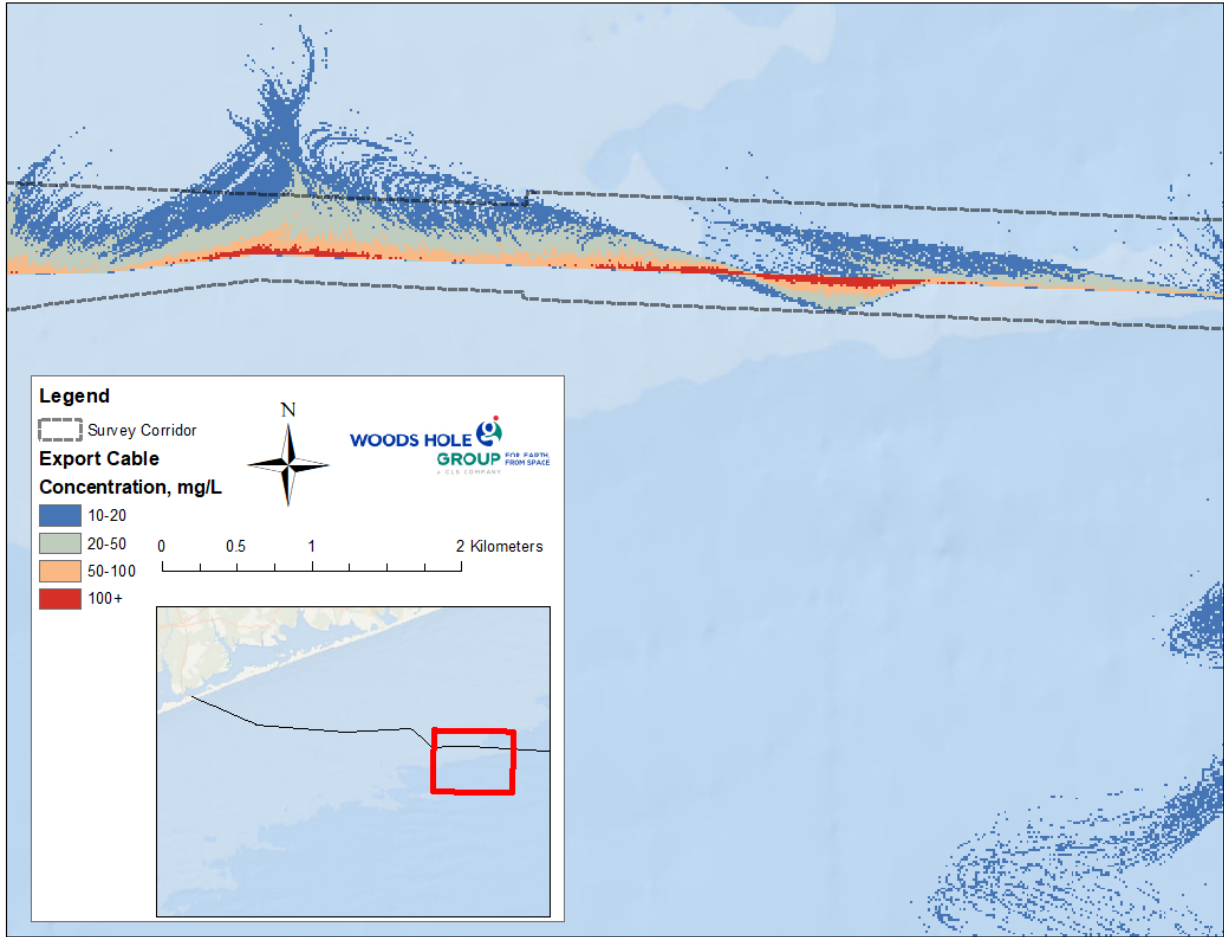 Legend
Survey Corridor
Export Cable
Concentration, mg/L
10-20
20-50
50-100
100+
N
WOODS HOLE
GROUP
FOR EARTH,
FROM SPACE
A CLS COMPANY
0 0.5 1 2 Kilometers